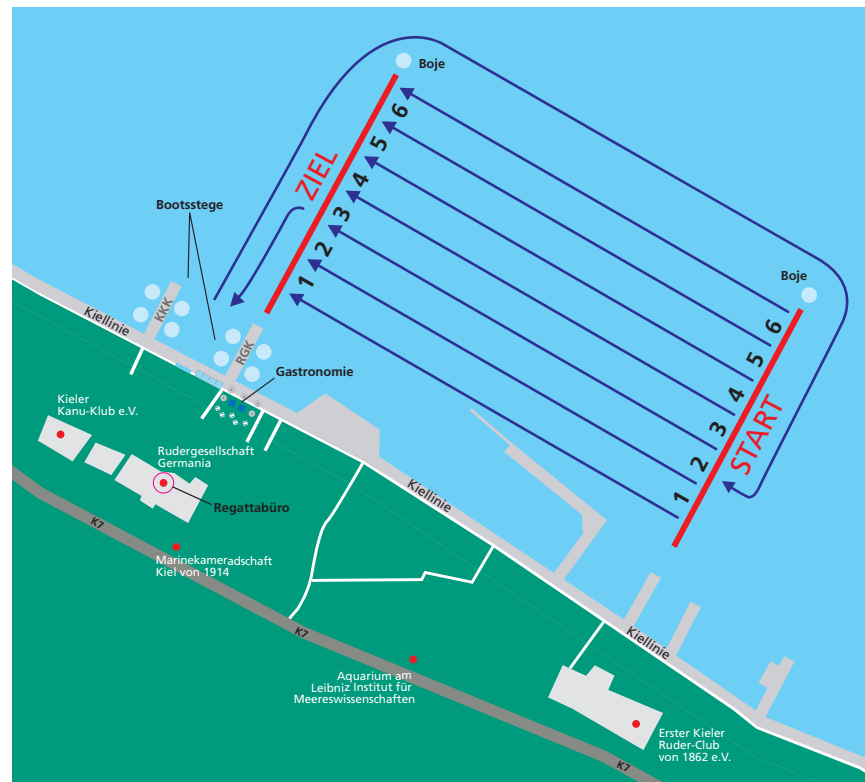 Boje
6
5
4
3
2
1
ZIEL
Bootsstege
Boje
6
5
4
3
2
1
START
KKK
Kiellinie
RGK
Gastronomie
Kieler
Kanu-Klub e.V.
Rudergesellschaft
Germania
Regattabüro
Kiellinie
K7
Marinekameradschaft
Kiel von 1914
K7
Kiellinie
Aquarium am
Leibniz Institut für
Meereswissenschaften
Erster Kieler
Ruder-Club
von 1862 e.V.
K7